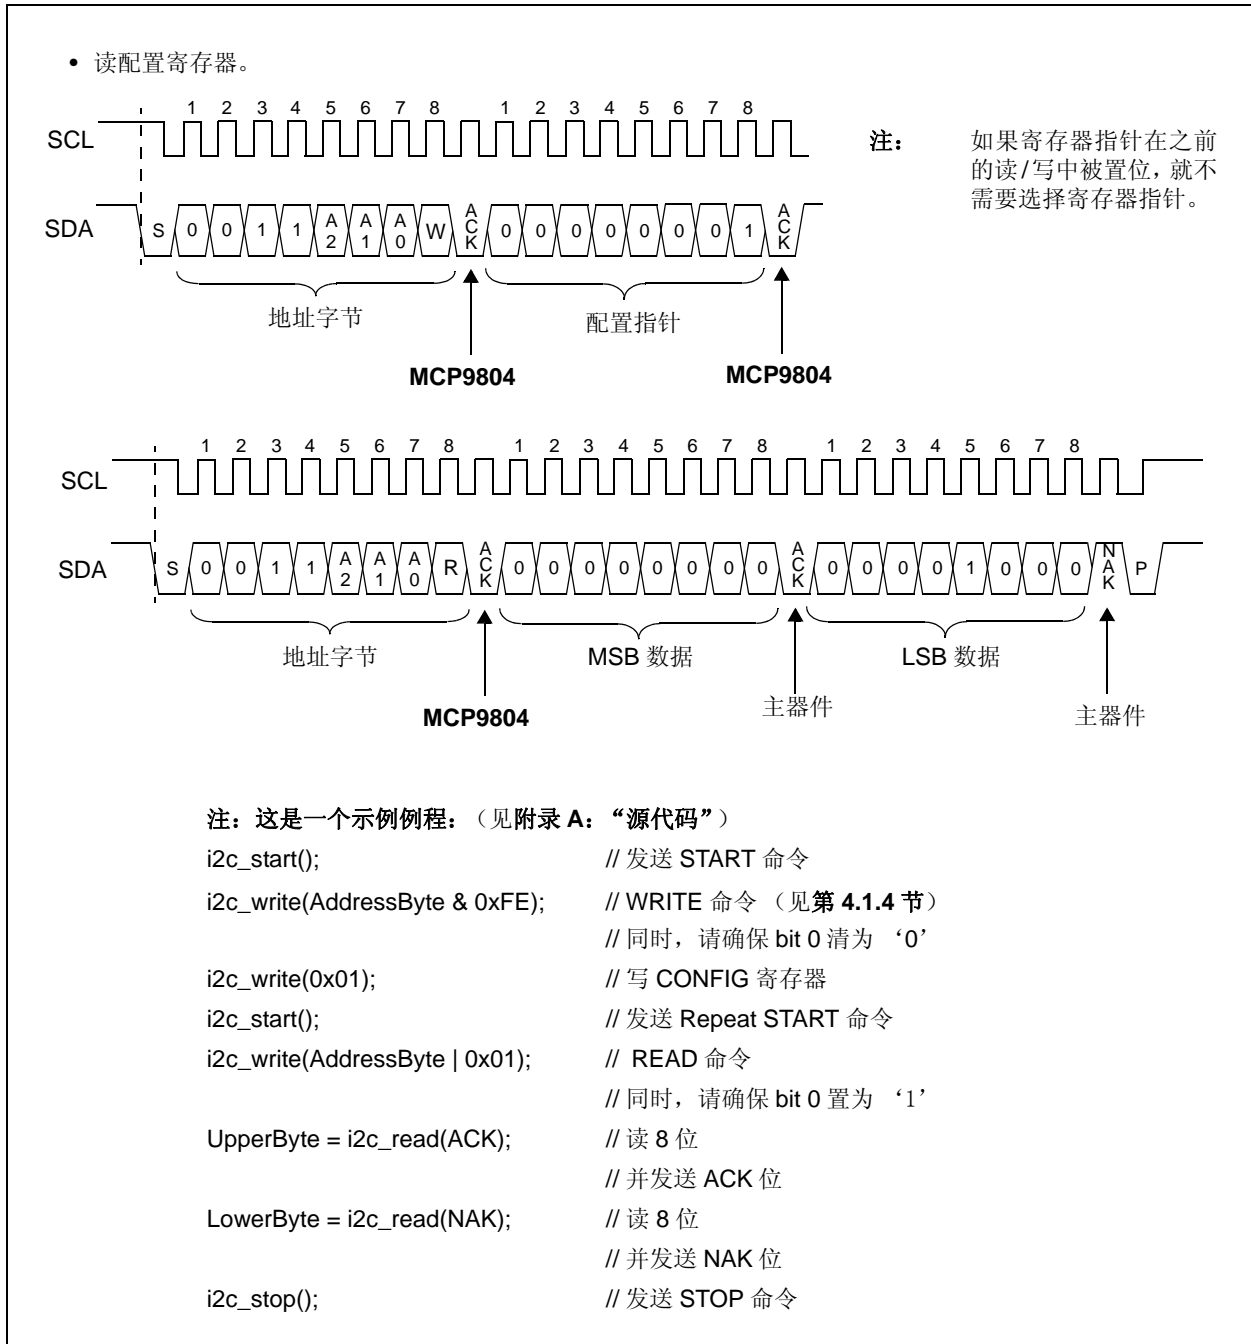 • 读配置寄存器。
1 2 3 4 5 6 7 8 1 2 3 4 5 6 7 8
SCL
注： 如果寄存器指针在之前
的读/写中被置位，就不
需要选择寄存器指针。
SDA S 0 0 1 1 A2 A1 A0 W ACK 0 0 0 0 0 0 0 1 ACK
地址字节 配置指针
MCP9804 MCP9804
1 2 3 4 5 6 7 8 1 2 3 4 5 6 7 8 1 2 3 4 5 6 7 8
SCL
SDA S 0 0 1 1 A2 A1 A0 R ACK 0 0 0 0 0 0 0 0 ACK 0 0 0 0 1 0 0 0 NAK P
地址字节 MSB 数据 LSB 数据
MCP9804 主器件 主器件
注：这是一个示例例程：（见附录 A：“源代码”）
i2c_start(); // 发送 START 命令
i2c_write(AddressByte & 0xFE); // WRITE 命令 （见第 4.1.4 节）
// 同时，请确保 bit 0 清为 ‘0’
i2c_write(0x01); // 写 CONFIG 寄存器
i2c_start(); // 发送 Repeat START 命令
i2c_write(AddressByte | 0x01); // READ 命令
// 同时，请确保 bit 0 置为 ‘1’
UpperByte = i2c_read(ACK); // 读 8 位
// 并发送 ACK 位
LowerByte = i2c_read(NAK); // 读 8 位
// 并发送 NAK 位
i2c_stop(); // 发送 STOP 命令